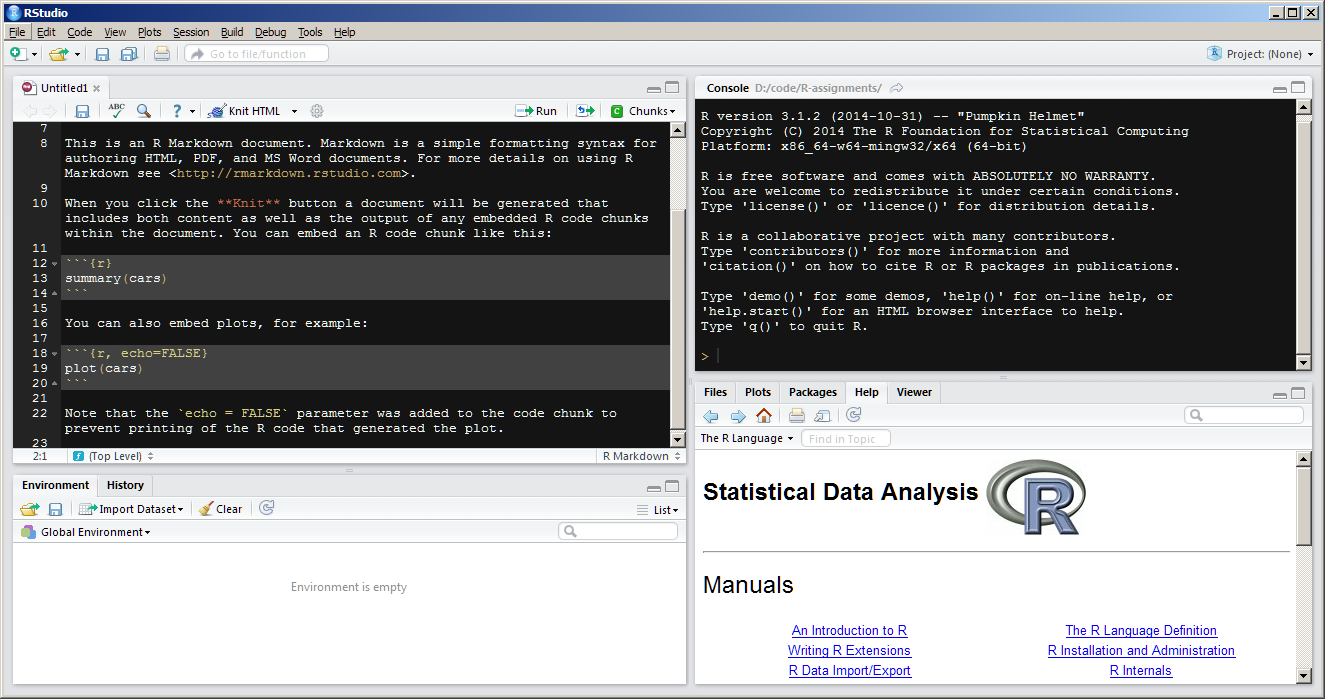 RStudio
File Edit Code View Plots Session Build Debug Tools Help
Go to file/function
Project: (None)
Untitled1
ABC ? Knit HTML Run Chunks
7
8 This is an R Markdown document. Markdown is a simple formatting syntax for
authoring HTML, PDF, and MS Word documents. For more details on using R
Markdown see <http://rmarkdown.rstudio.com>.
9
10 When you click the **Knit** button a document will be generated that
includes both content as well as the output of any embedded R code chunks
within the document. You can embed an R code chunk like this:
11
12 ```{r}
13 summary(cars)
14 ```
15
16 You can also embed plots, for example:
17
18 ```{r, echo=FALSE}
19 plot(cars)
20 ```
21
22 Note that the `echo = FALSE` parameter was added to the code chunk to
prevent printing of the R code that generated the plot.
23
2:1 (Top Level) R Markdown
Environment History
Import Dataset Clear List
Global Environment
Environment is empty
Console D:/code/R-assignments/
R version 3.1.2 (2014-10-31) -- "Pumpkin Helmet"
Copyright (C) 2014 The R Foundation for Statistical Computing
Platform: x86_64-w64-mingw32/x64 (64-bit)
R is free software and comes with ABSOLUTELY NO WARRANTY.
You are welcome to redistribute it under certain conditions.
Type 'license()' or 'licence()' for distribution details.
R is a collaborative project with many contributors.
Type 'contributors()' for more information and
'citation()' on how to cite R or R packages in publications.
Type 'demo()' for some demos, 'help()' for on-line help, or
'help.start()' for an HTML browser interface to help.
Type 'q()' to quit R.
>
Files Plots Packages Help Viewer
The R Language Find in Topic
Statistical Data Analysis R
Manuals
An Introduction to R The R Language Definition
Writing R Extensions R Installation and Administration
R Data Import/Export R Internals